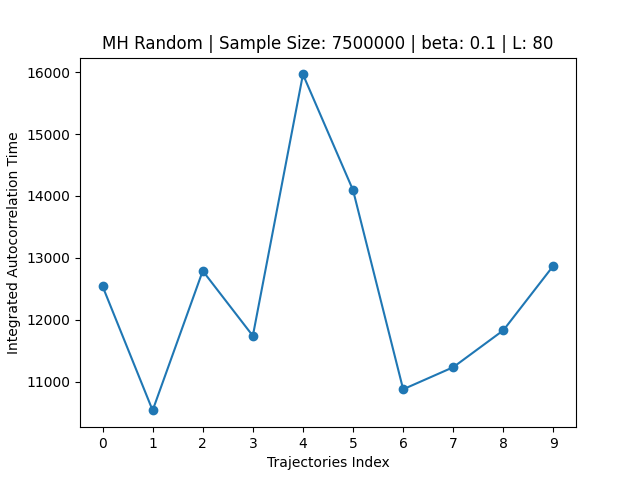 MH Random | Sample Size: 7500000 | beta: 0.1 | L: 80
16000
15000
14000
13000
12000
11000
Integrated Autocorrelation Time
0 1 2 3 4 5 6 7 8 9
Trajectories Index